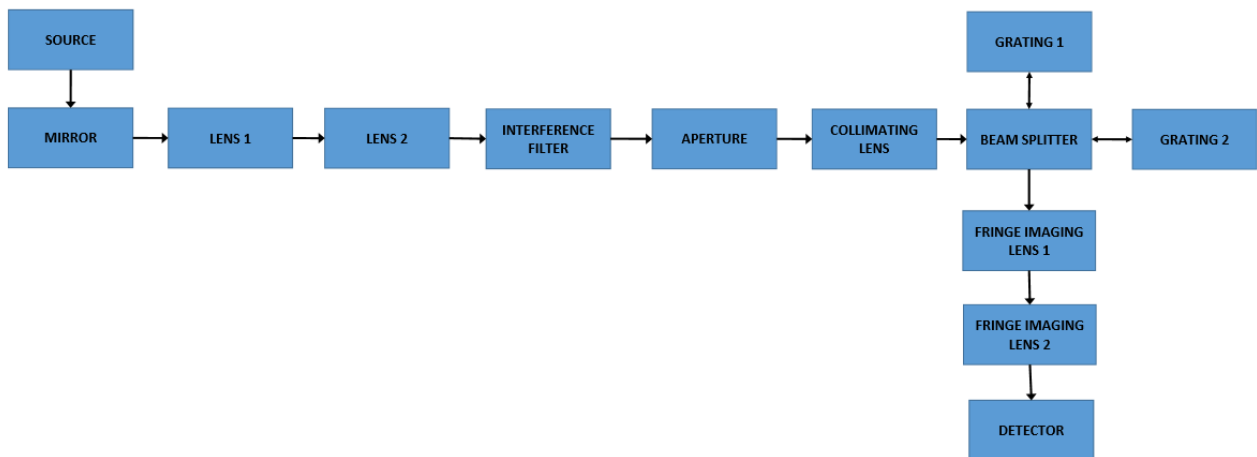 SOURCE
GRATING 1
MIRROR
LENS 1
LENS 2
INTERFERENCE
FILTER
APERTURE
COLLIMATING
LENS
BEAM SPLITTER
GRATING 2
FRINGE IMAGING
LENS 1
FRINGE IMAGING
LENS 2
DETECTOR